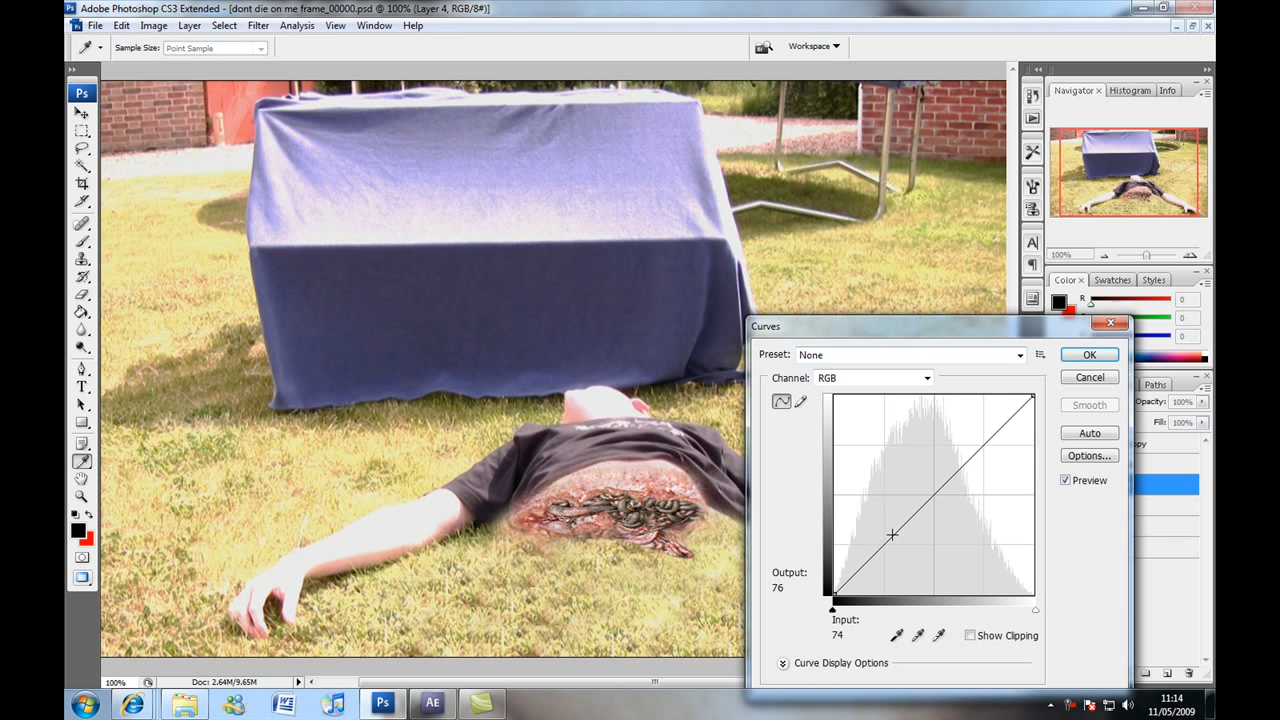 Adobe Photoshop CS3 Extended - [dont die on me frame_00000.psd @ 100% (Layer 4, RGB/8#)]
File Edit Image Layer Select Filter Analysis View Window Help
Sample Size: Point Sample Workspace
Ps
Navigator Histogram Info
100%
Color Swatches Styles
R 0
0
0
Curves
Preset: None OK
Channel: RGB Cancel
Smooth
Auto
Options...
Preview
Output:
76
Input:
74
Show Clipping
Curve Display Options
Paths
Opacity: 100%
Fill: 100%
opy
100% Doc: 2.64M/9.65M
Ps AE
11:14
11/05/2009